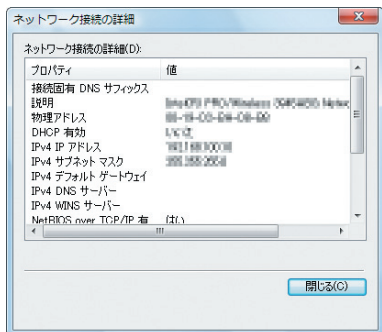 ネットワーク接続の詳細
ネットワーク接続の詳細(D):
プロパティ 値
接続固有 DNS サフィックス
説明
物理アドレス
DHCP 有効 いいえ
IPv4 IP アドレス
IPv4 サブネット マスク
IPv4 デフォルト ゲートウェイ
IPv4 DNS サーバー
IPv4 WINS サーバー
NetBIOS over TCP/IP 有 はい
閉じる(C)